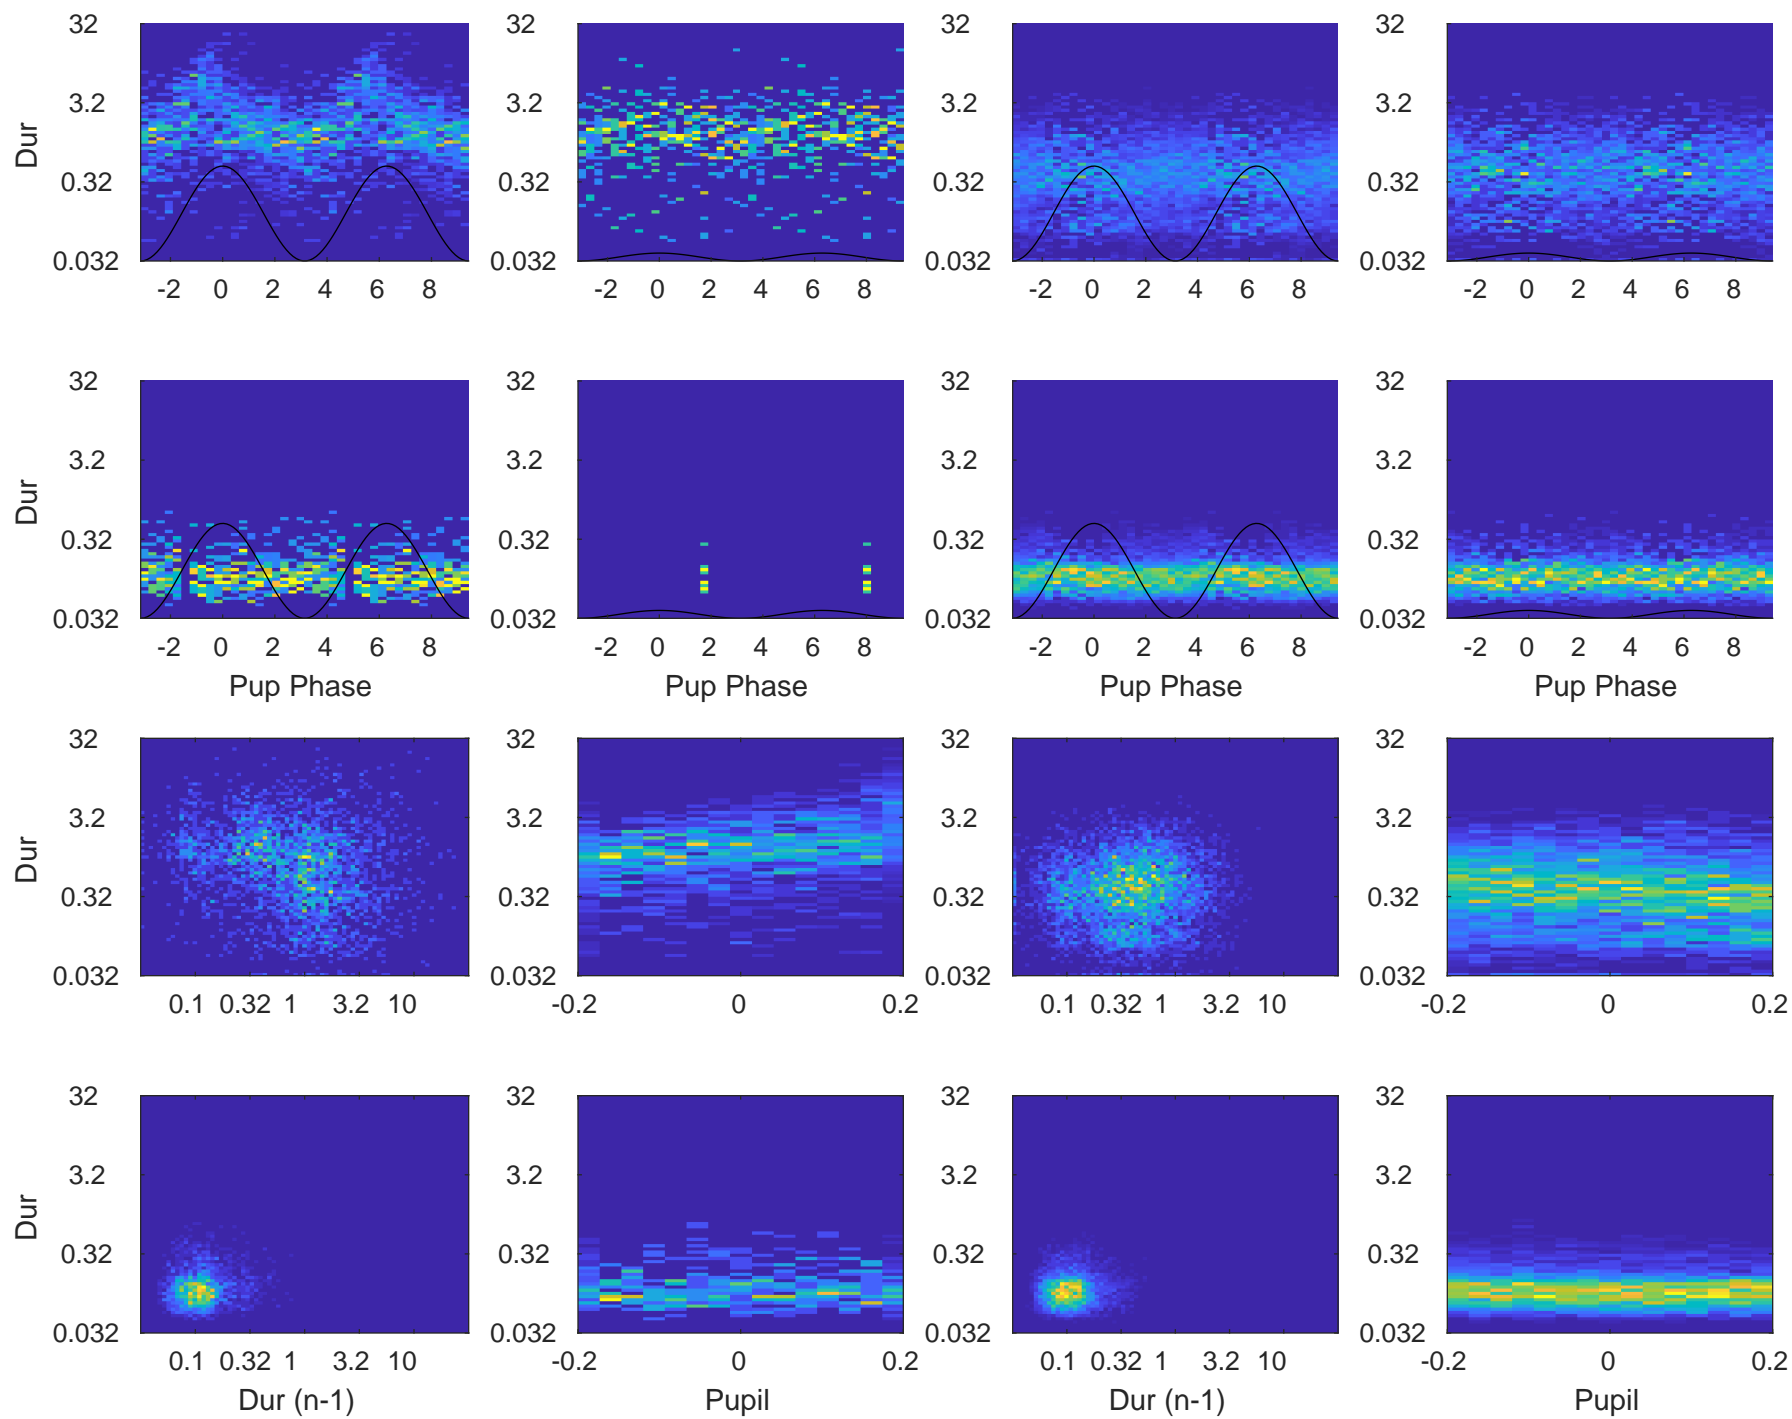 32 32 32 32
3.2 3.2 3.2 3.2
Dur
0.32 0.32 0.32 0.32
0.032 0.032 0.032 0.032
-2 0 2 4 6 8 -2 0 2 4 6 8 -2 0 2 4 6 8 -2 0 2 4 6 8
32 32 32 32
3.2 3.2 3.2 3.2
Dur
0.32 0.32 0.32 0.32
0.032 0.032 0.032 0.032
-2 0 2 4 6 8 -2 0 2 4 6 8 -2 0 2 4 6 8 -2 0 2 4 6 8
Pup Phase Pup Phase Pup Phase Pup Phase
32 32 32 32
3.2 3.2 3.2 3.2
Dur
0.32 0.32 0.32 0.32
0.032 0.032 0.032 0.032
0.1 0.32 1 3.2 10 -0.2 0 0.2 0.1 0.32 1 3.2 10 -0.2 0 0.2
32 32 32 32
3.2 3.2 3.2 3.2
Dur
0.32 0.32 0.32 0.32
0.032 0.032 0.032 0.032
0.1 0.32 1 3.2 10 -0.2 0 0.2 0.1 0.32 1 3.2 10 -0.2 0 0.2
Dur (n-1) Pupil Dur (n-1) Pupil